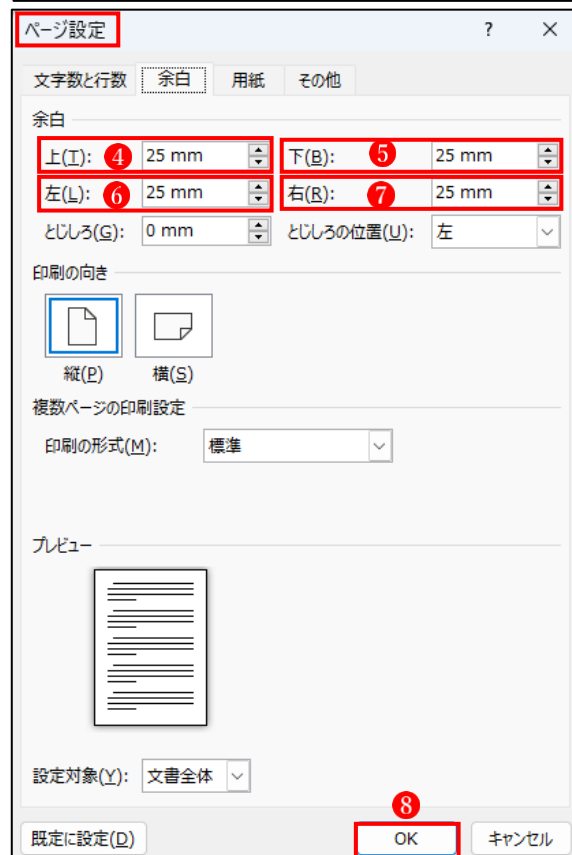 ページ設定 ? ×
文字数と行数 余白 用紙 その他
余白
上(T): 4 25 mm 下(B): 5 25 mm
左(L): 6 25 mm 右(R): 7 25 mm
とじしろ(G): 0 mm とじしろの位置(U): 左
印刷の向き
縦(P) 横(S)
複数ページの印刷設定
印刷の形式(M): 標準
プレビュー
設定対象(Y): 文書全体
8
既定に設定(D) OK キャンセル